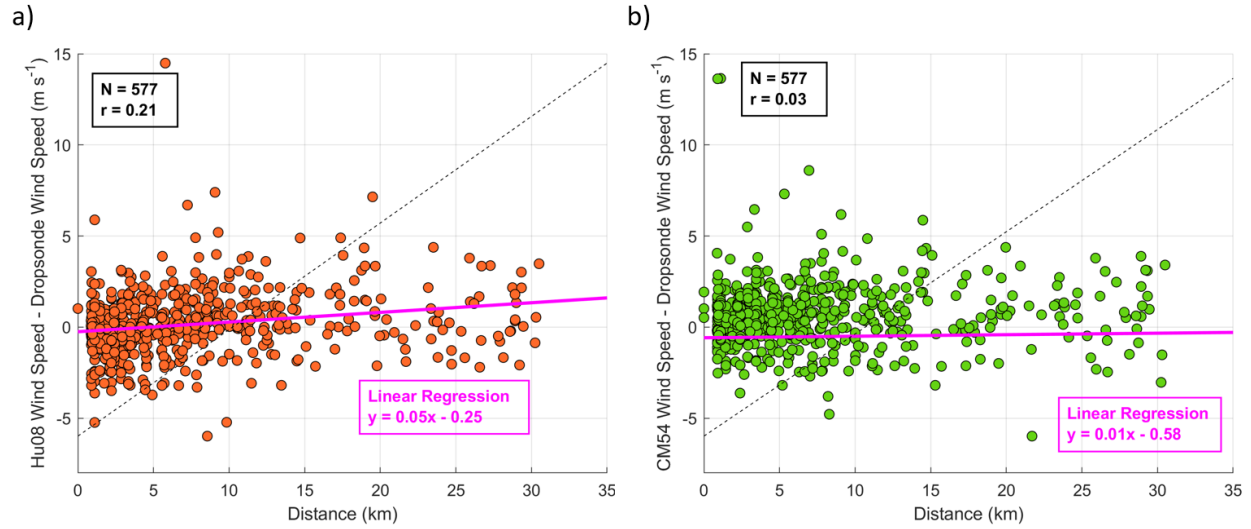 a)
Hu08 Wind Speed - Dropsonde Wind Speed (m s⁻¹)
15
10
5
0
-5
N = 577
r = 0.21
Linear Regression
y = 0.05x - 0.25
0 5 10 15 20 25 30 35
Distance (km)
b)
CM54 Wind Speed - Dropsonde Wind Speed (m s⁻¹)
15
10
5
0
-5
N = 577
r = 0.03
Linear Regression
y = 0.01x - 0.58
0 5 10 15 20 25 30 35
Distance (km)